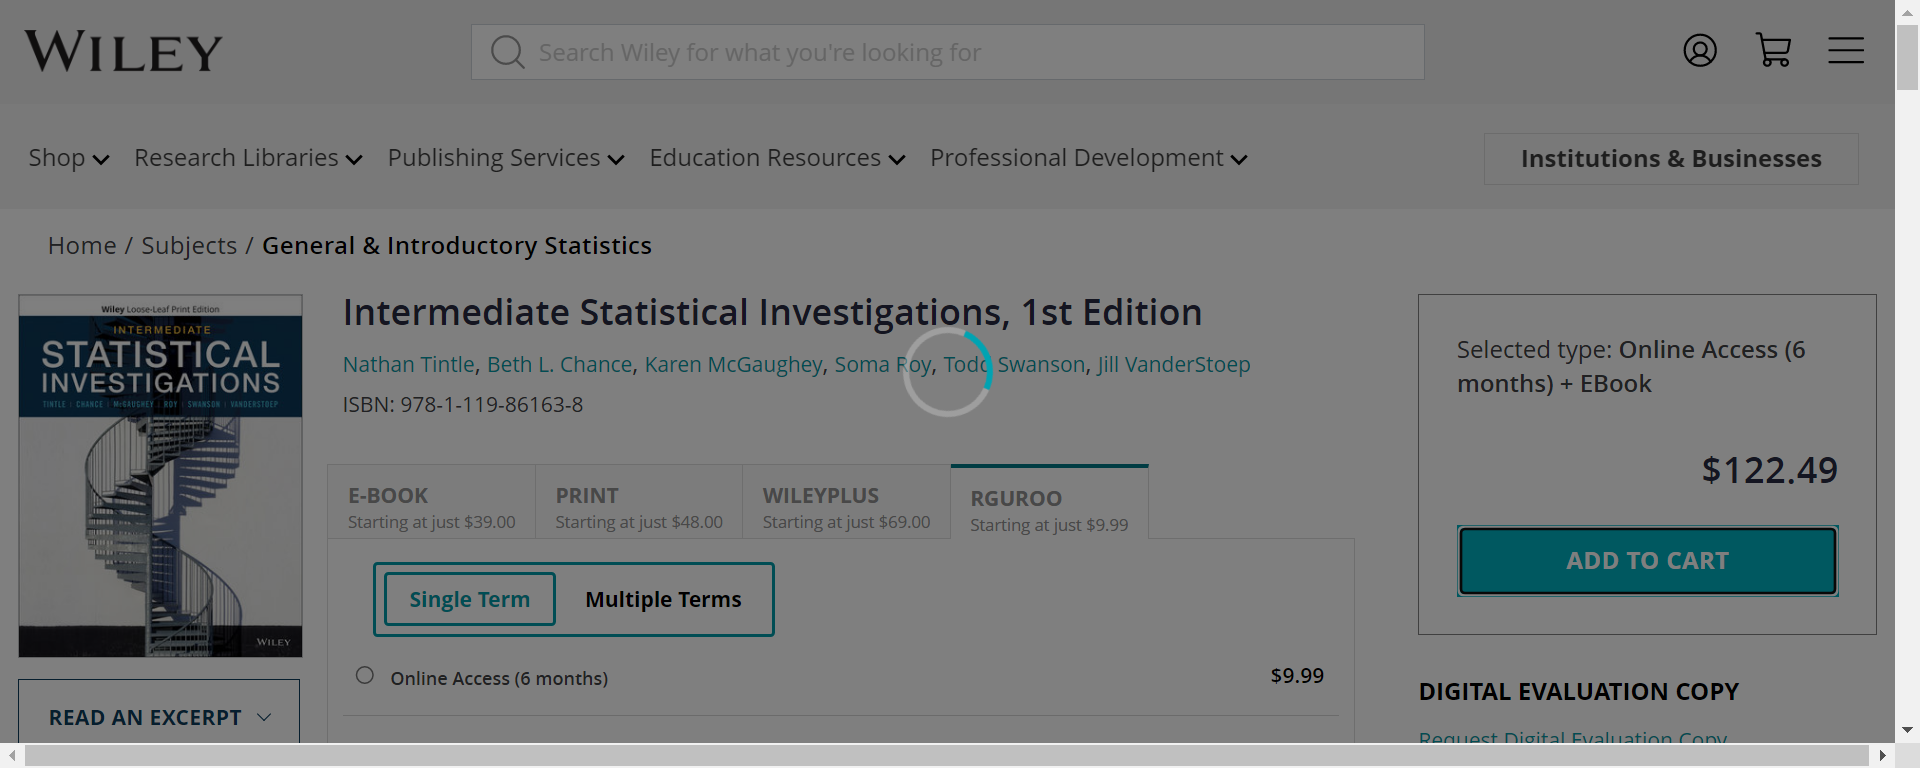 WILEY
Search Wiley for what you're looking for
Shop Research Libraries Publishing Services Education Resources Professional Development
Institutions & Businesses
Home / Subjects / General & Introductory Statistics
Wiley Loose-Leaf Print Edition
INTERMEDIATE
STATISTICAL
INVESTIGATIONS
TINTLE | CHANCE | McGAUGHEY | ROY | SWANSON | VANDERSTOEP
WILEY
READ AN EXCERPT
Intermediate Statistical Investigations, 1st Edition
Nathan Tintle, Beth L. Chance, Karen McGaughey, Soma Roy, Todd Swanson, Jill VanderStoep
ISBN: 978-1-119-86163-8
E-BOOK
Starting at just $39.00
PRINT
Starting at just $48.00
WILEYPLUS
Starting at just $69.00
RGUROO
Starting at just $9.99
Single Term Multiple Terms
Online Access (6 months) $9.99
Selected type: Online Access (6
months) + EBook
$122.49
ADD TO CART
DIGITAL EVALUATION COPY
Request Digital Evaluation Copy